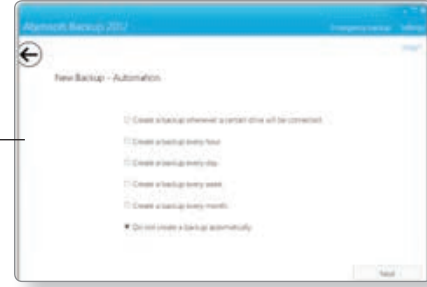 Abelssoft Backup 2012
Emergency backup Settings
Help?
New Backup - Automation
Create a backup whenever a certain drive will be connected
Create a backup every hour
Create a backup every day
Create a backup every week
Create a backup every month
Do not create a backup automatically
Next